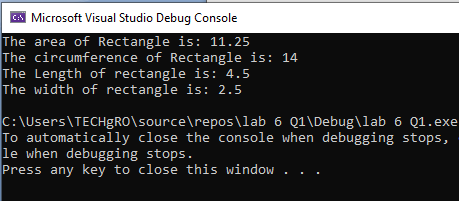 Microsoft Visual Studio Debug Console
The area of Rectangle is: 11.25
The circumference of Rectangle is: 14
The Length of rectangle is: 4.5
The width of rectangle is: 2.5
C:\Users\TECHgRO\source\repos\lab 6 Q1\Debug\lab 6 Q1.exe
To automatically close the console when debugging stops,
le when debugging stops.
Press any key to close this window . . .